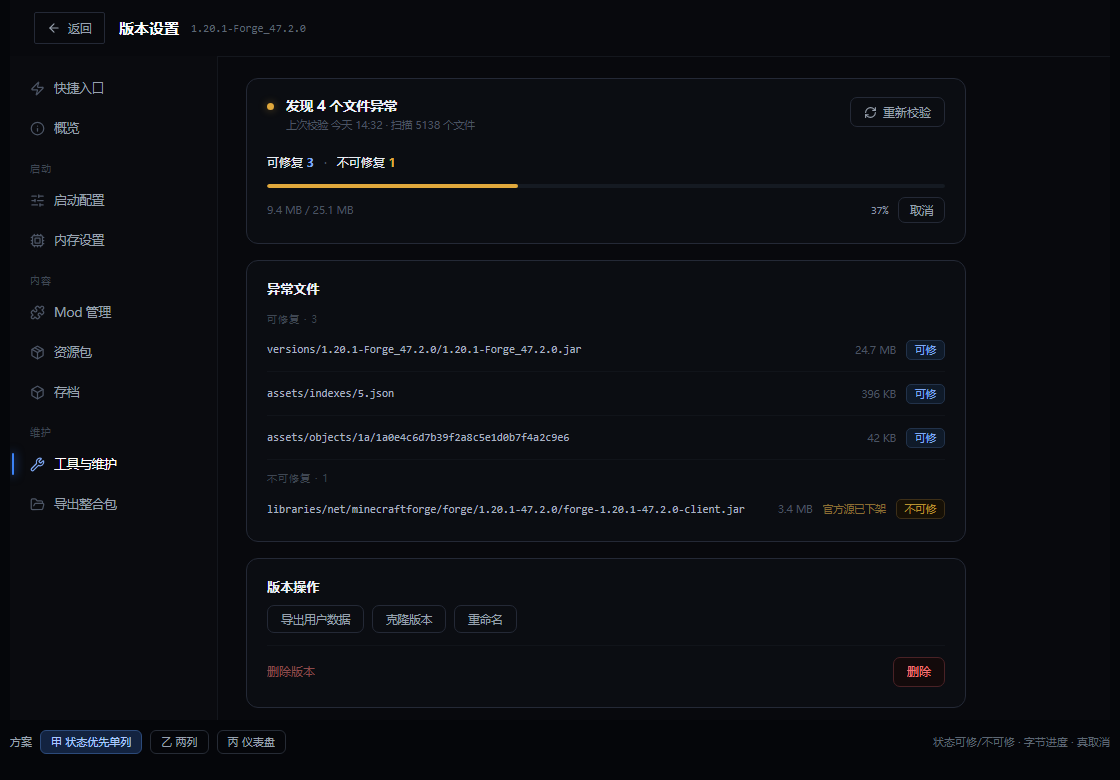 返回 版本设置 1.20.1-Forge_47.2.0
快捷入口
概览
启动
启动配置
内存设置
内容
Mod 管理
资源包
存档
维护
工具与维护
导出整合包
发现 4 个文件异常
上次校验 今天 14:32 · 扫描 5138 个文件
重新校验
可修复 3 · 不可修复 1
9.4 MB / 25.1 MB 37% 取消
异常文件
可修复 · 3
versions/1.20.1-Forge_47.2.0/1.20.1-Forge_47.2.0.jar 24.7 MB 可修
assets/indexes/5.json 396 KB 可修
assets/objects/1a/1a0e4c6d7b39f2a8c5e1d0b7f4a2c9e6 42 KB 可修
不可修复 · 1
libraries/net/minecraftforge/forge/1.20.1-47.2.0/forge-1.20.1-47.2.0-client.jar 3.4 MB 官方源已下架 不可修
版本操作
导出用户数据 克隆版本 重命名
删除版本 删除
方案 甲 状态优先单列 乙 两列 丙 仪表盘 状态可修/不可修 · 字节进度 · 真取消